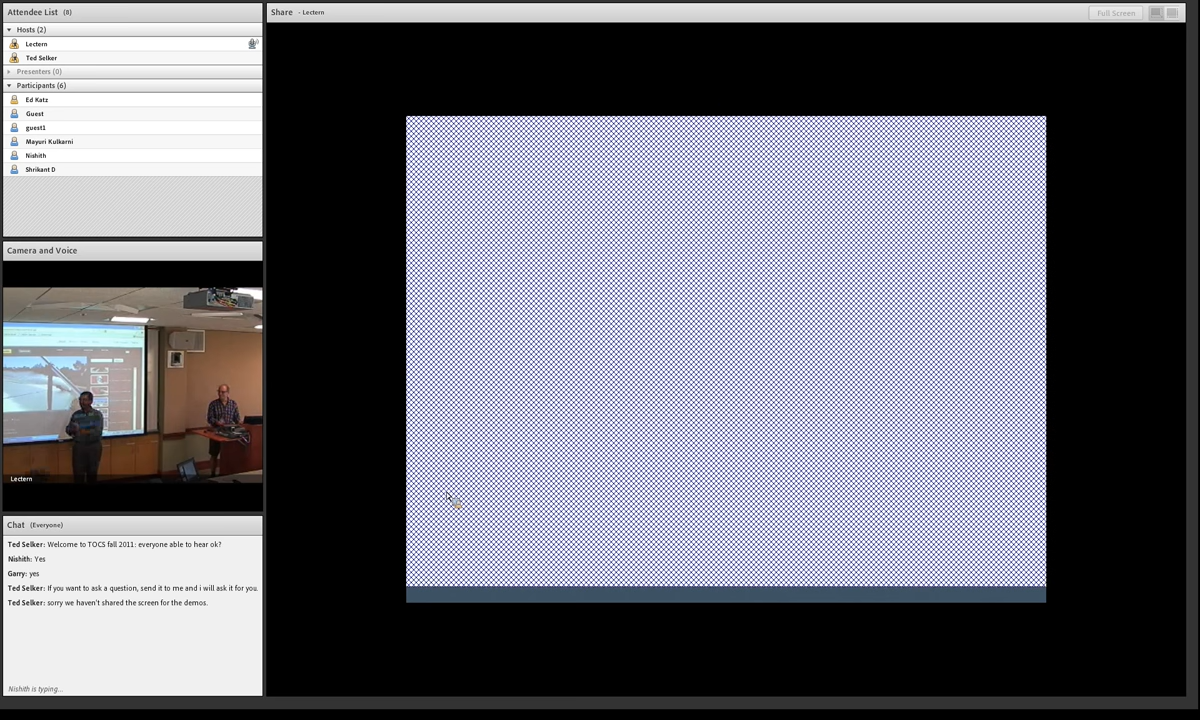 Attendee List (8)
Hosts (2)
Lectern
Ted Selker
Presenters (0)
Participants (6)
Ed Katz
Guest
guest1
Mayuri Kulkarni
Nishith
Shrikant D
Camera and Voice
Lectern
Chat (Everyone)
Ted Selker: Welcome to TOCS fall 2011: everyone able to hear ok?
Nishith: Yes
Garry: yes
Ted Selker: If you want to ask a question, send it to me and i will ask it for you.
Ted Selker: sorry we haven't shared the screen for the demos.
Nishith is typing...
Share - Lectern
Full Screen